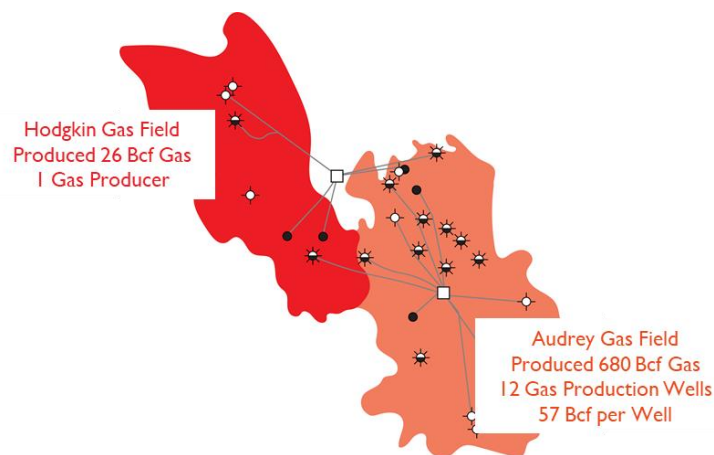 Hodgkin Gas Field
Produced 26 Bcf Gas
1 Gas Producer
Audrey Gas Field
Produced 680 Bcf Gas
12 Gas Production Wells
57 Bcf per Well